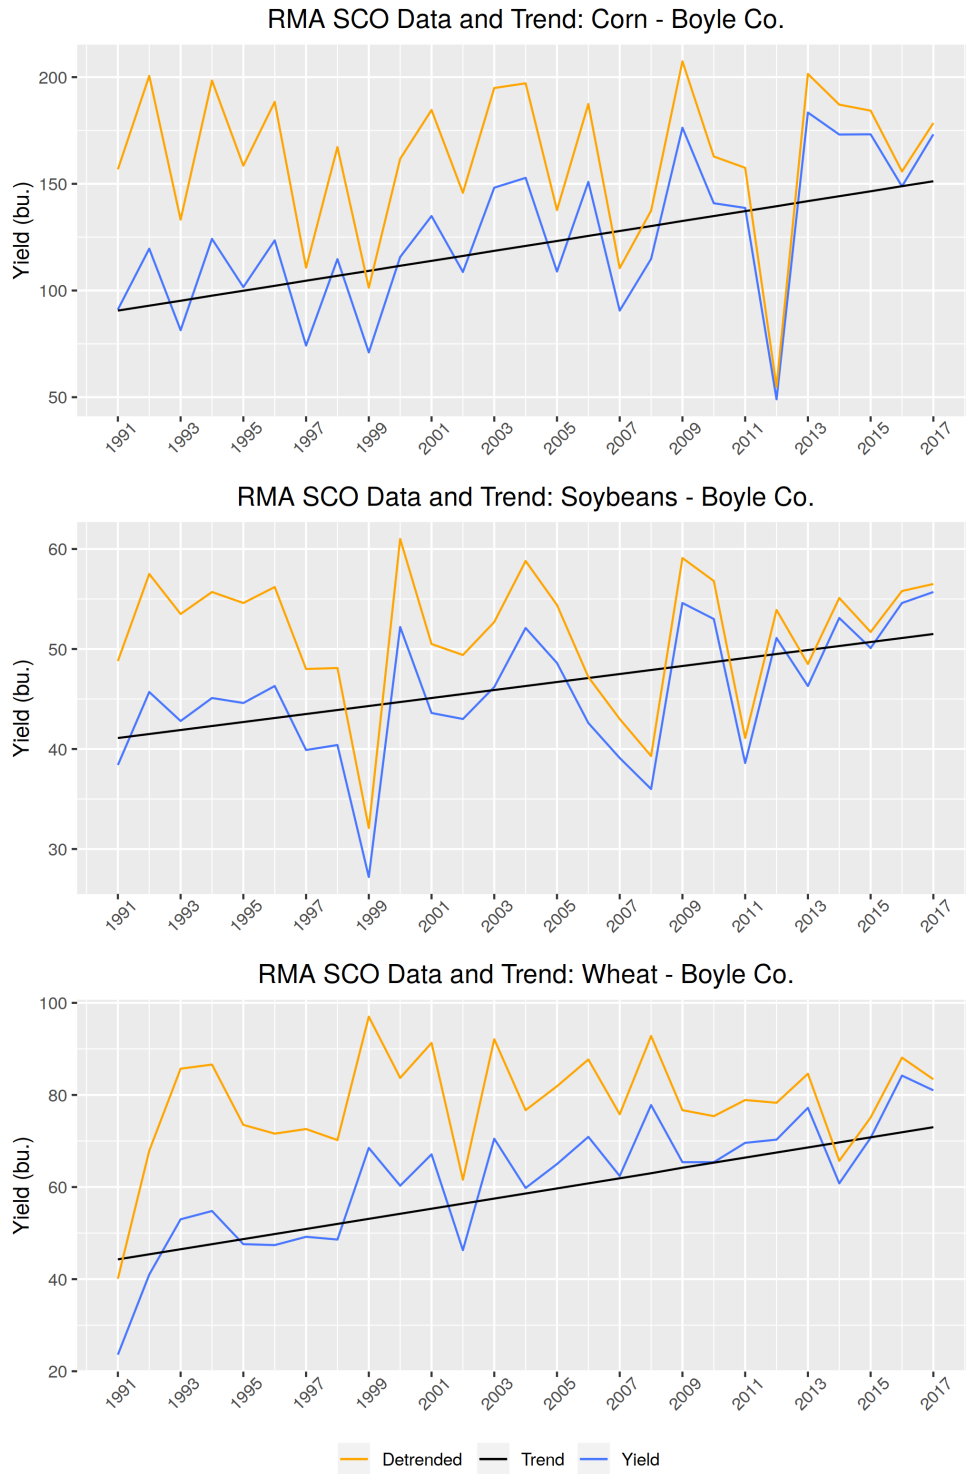 RMA SCO Data and Trend: Corn - Boyle Co.
Yield (bu.)
200
150
100
50
1991 1993 1995 1997 1999 2001 2003 2005 2007 2009 2011 2013 2015 2017
RMA SCO Data and Trend: Soybeans - Boyle Co.
Yield (bu.)
60
50
40
30
1991 1993 1995 1997 1999 2001 2003 2005 2007 2009 2011 2013 2015 2017
RMA SCO Data and Trend: Wheat - Boyle Co.
Yield (bu.)
100
80
60
40
20
1991 1993 1995 1997 1999 2001 2003 2005 2007 2009 2011 2013 2015 2017
Detrended Trend Yield